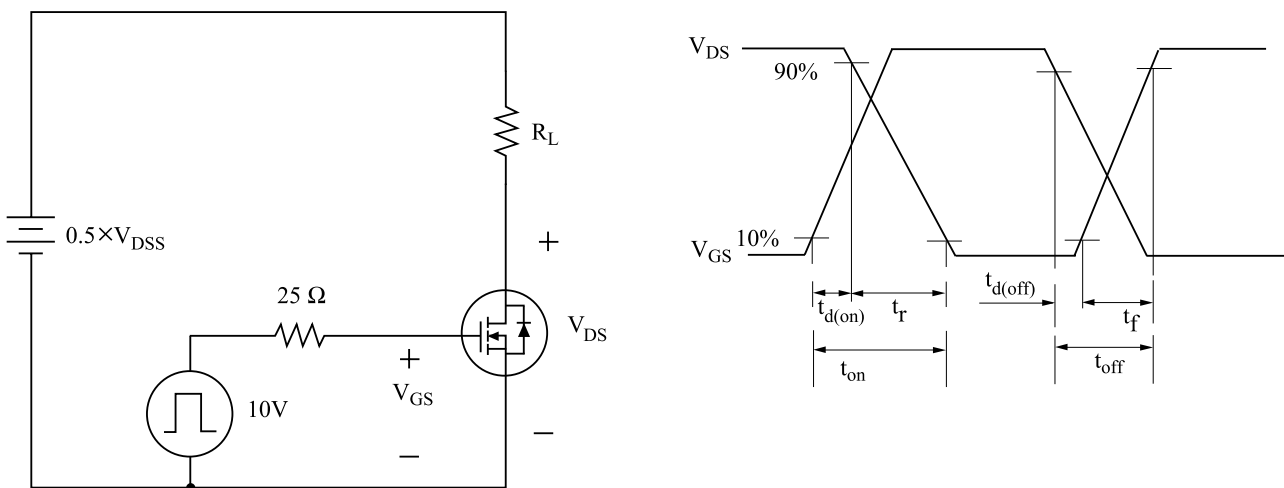 R_L
0.5×V_DSS
+
25 Ω
V_DS
+
V_GS
10V
−
−
V_DS
90%
10%
V_GS
t_d(on)
t_r
t_d(off)
t_f
t_on
t_off